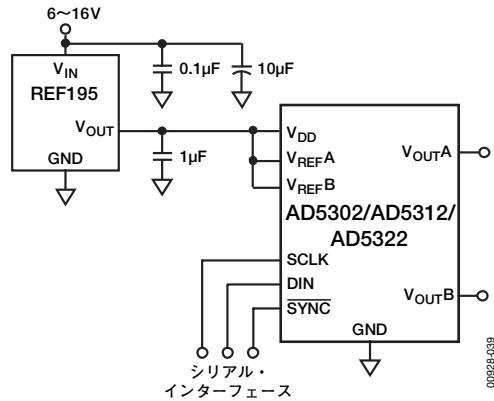 6～16V
VIN
REF195
VOUT
GND
0.1µF
10µF
1µF
VDD
VREFA
VREFB
AD5302/AD5312/
AD5322
SCLK
DIN
SYNC
GND
VOUTA
VOUTB
シリアル・
インターフェース
00928-039